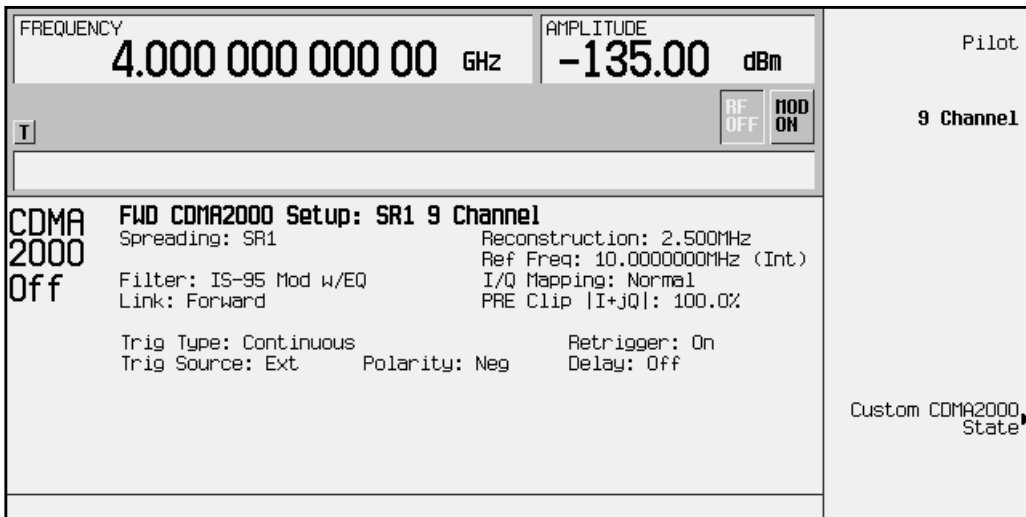 FREQUENCY
4.000 000 000 00 GHz
AMPLITUDE
-135.00 dBm
RF OFF
MOD ON
T
CDMA
2000
Off
FWD CDMA2000 Setup: SR1 9 Channel
Spreading: SR1
Reconstruction: 2.500MHz
Ref Freq: 10.0000000MHz (Int)
Filter: IS-95 Mod w/EQ
I/Q Mapping: Normal
Link: Forward
PRE Clip |I+jQ|: 100.0%
Trig Type: Continuous
Retrigger: On
Trig Source: Ext
Polarity: Neg
Delay: Off
Pilot
9 Channel
Custom CDMA2000
State